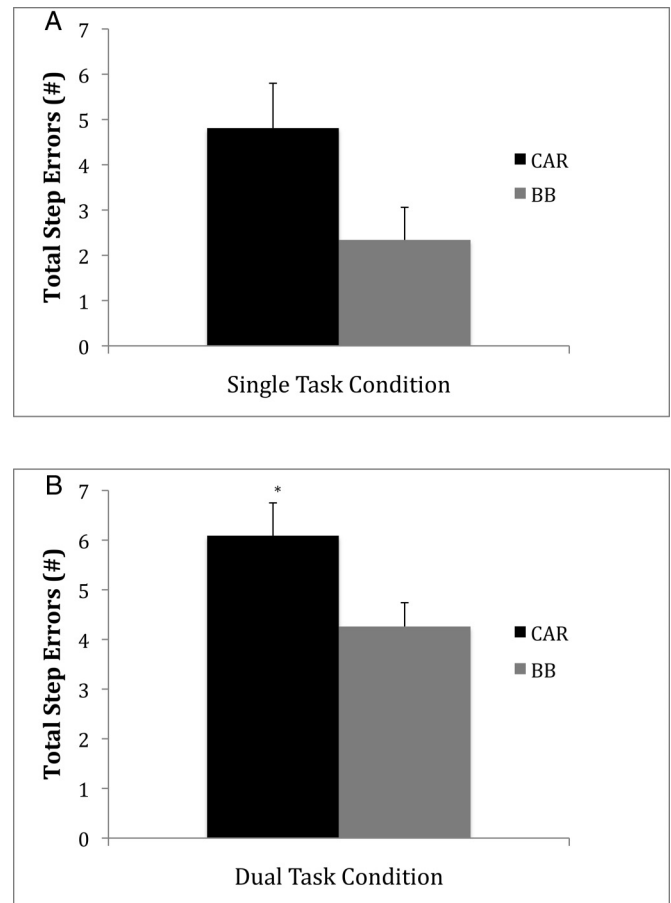 A
7
6
5
4
3
2
1
0
Total Step Errors (#)
CAR
BB
Single Task Condition
B
*
7
6
5
4
3
2
1
0
Total Step Errors (#)
CAR
BB
Dual Task Condition